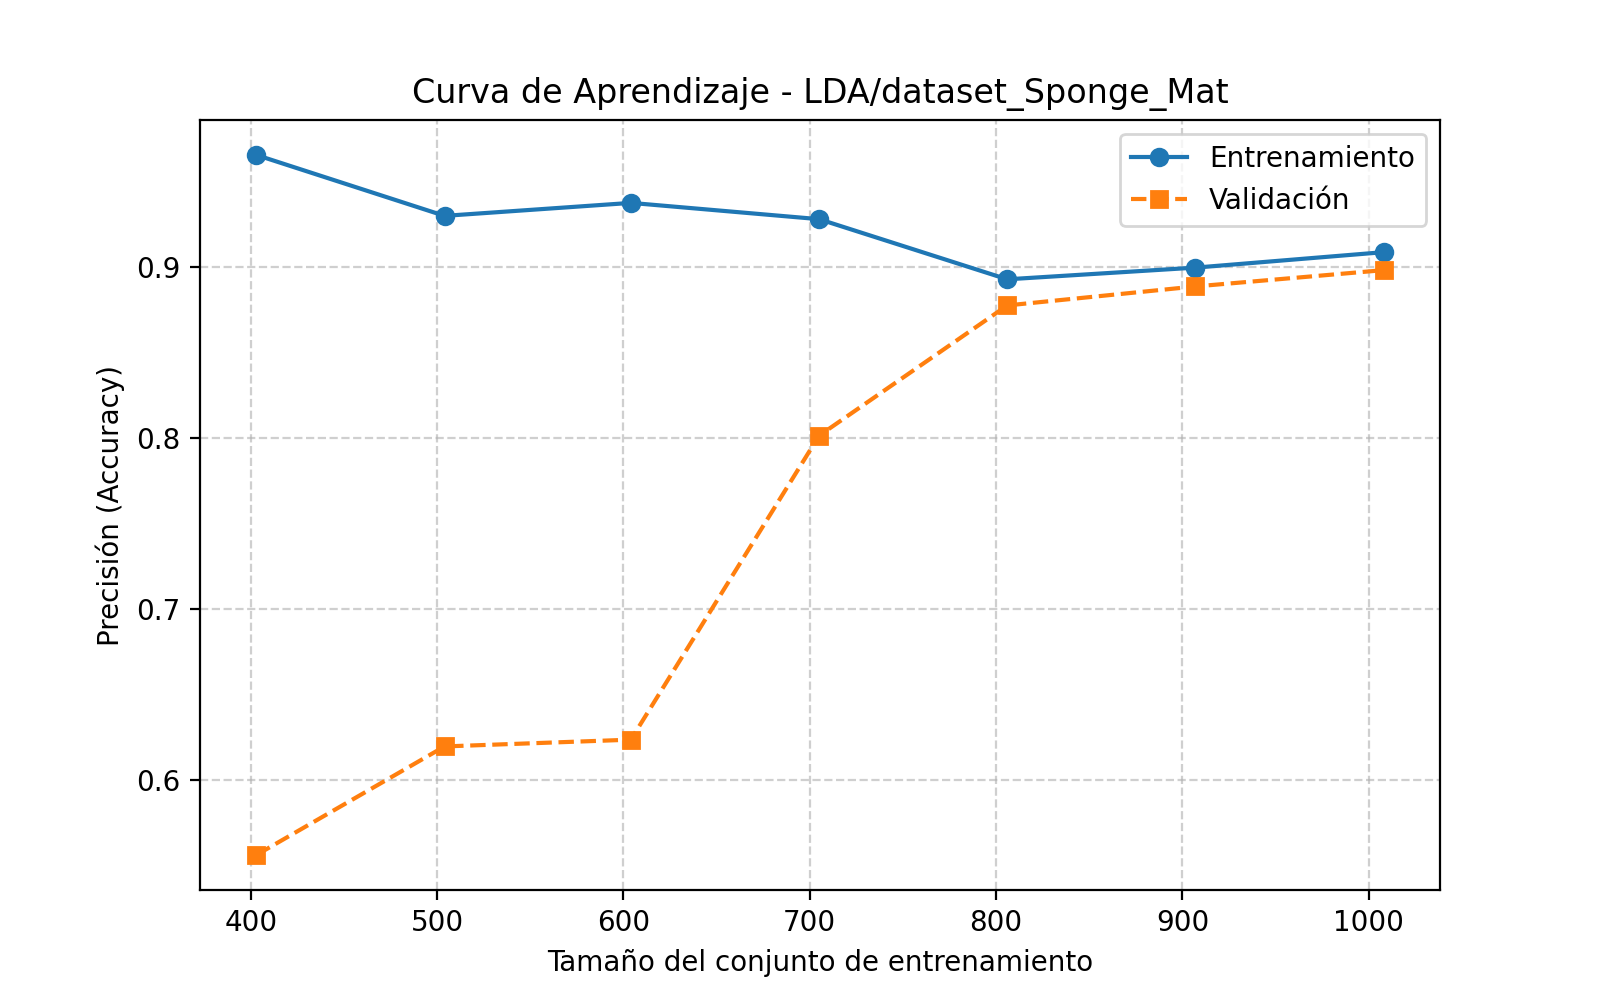 Curva de Aprendizaje - LDA/dataset_Sponge_Mat
Entrenamiento
Validación
Precisión (Accuracy)
0.9
0.8
0.7
0.6
400 500 600 700 800 900 1000
Tamaño del conjunto de entrenamiento